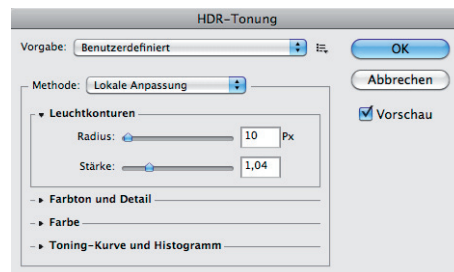 HDR-Tonung
Vorgabe: Benutzerdefiniert
OK
Methode: Lokale Anpassung
Abbrechen
Vorschau
Leuchtkonturen
Radius: 10 Px
Stärke: 1,04
Farbton und Detail
Farbe
Toning-Kurve und Histogramm